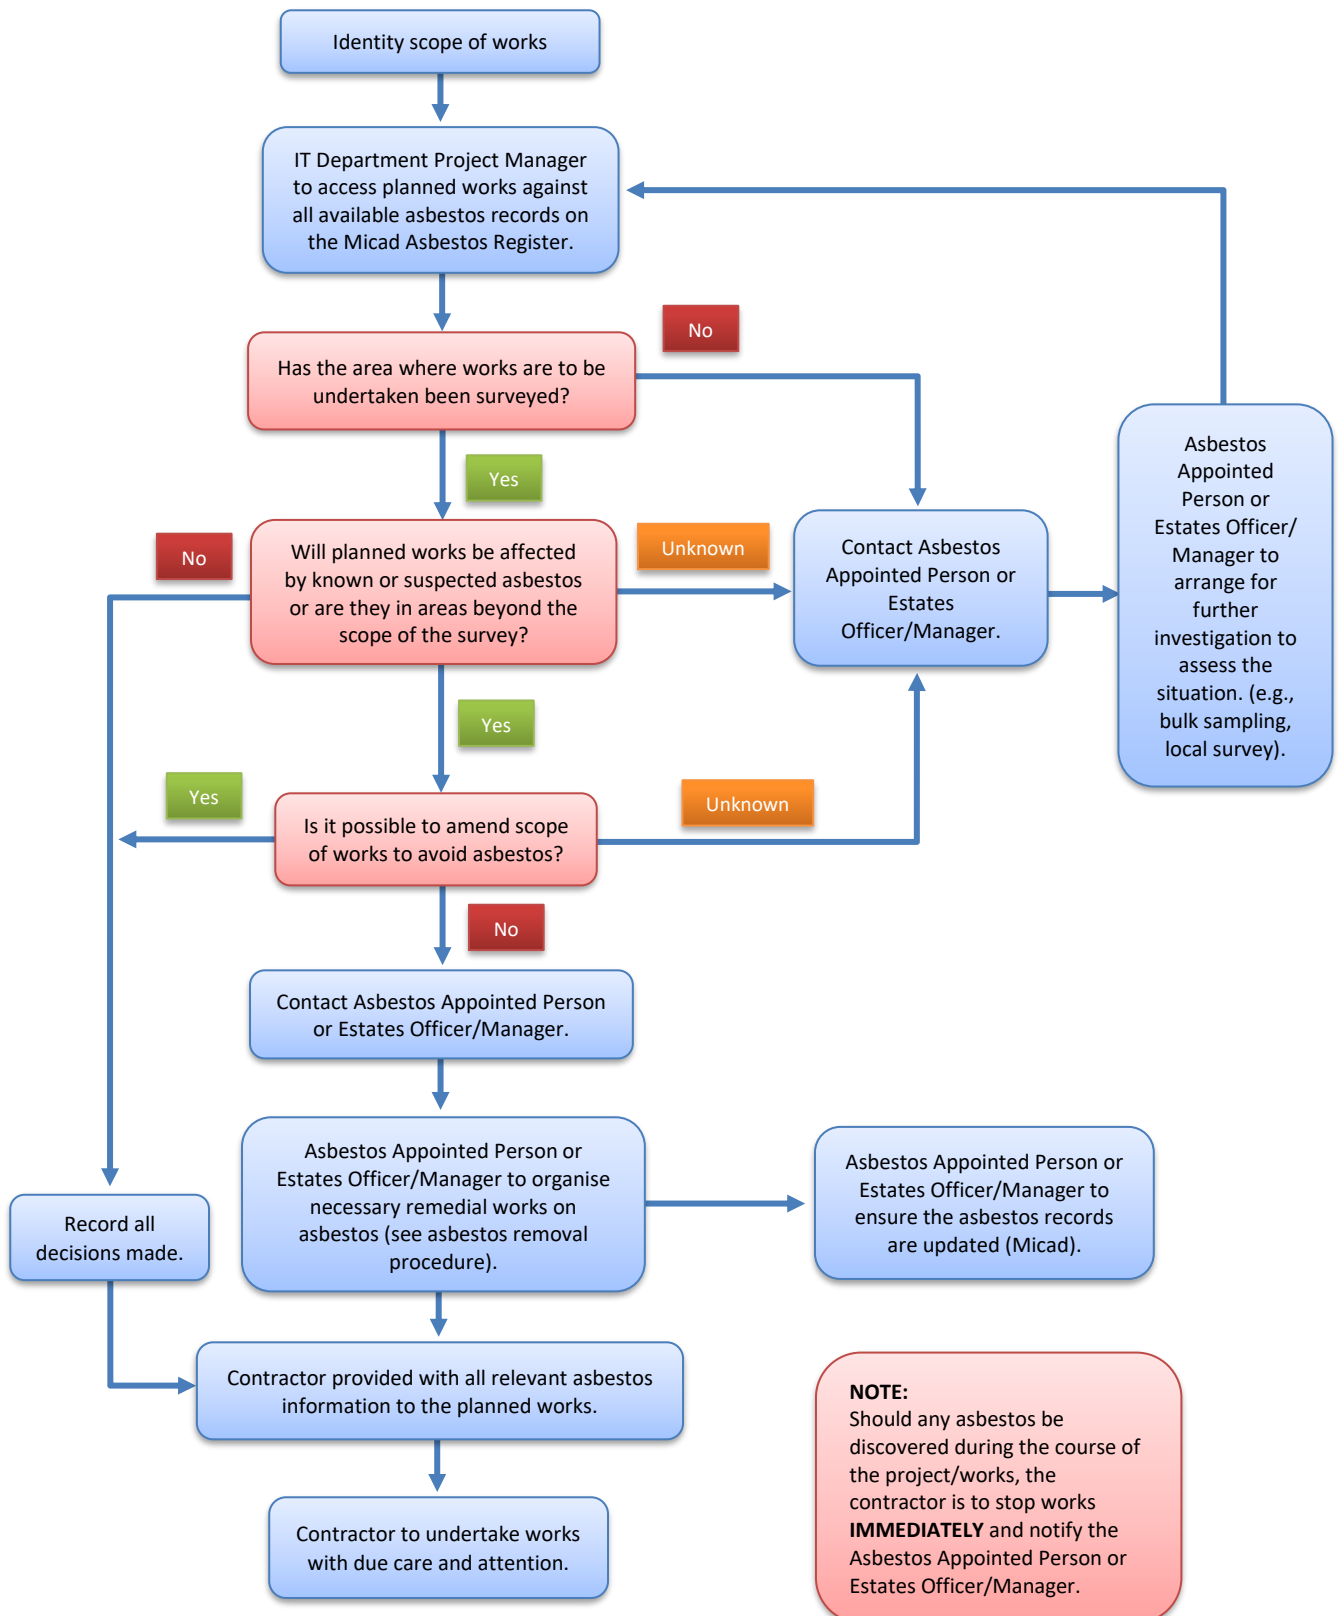 Identity scope of works
IT Department Project Manager
to access planned works against
all available asbestos records on
the Micad Asbestos Register.
No
Has the area where works are to be
undertaken been surveyed?
Yes
No
Will planned works be affected
by known or suspected asbestos
or are they in areas beyond the
scope of the survey?
Unknown
Contact Asbestos
Appointed Person or
Estates
Officer/Manager.
Asbestos
Appointed
Person or
Estates Officer/
Manager to
arrange for
further
investigation to
assess the
situation. (e.g.,
bulk sampling,
local survey).
Yes
Yes
Is it possible to amend scope
of works to avoid asbestos?
Unknown
No
Contact Asbestos Appointed Person
or Estates Officer/Manager.
Asbestos Appointed Person or
Estates Officer/Manager to organise
necessary remedial works on
asbestos (see asbestos removal
procedure).
Asbestos Appointed Person or
Estates Officer/Manager to
ensure the asbestos records
are updated (Micad).
Record all
decisions made.
Contractor provided with all relevant asbestos
information to the planned works.
Contractor to undertake works
with due care and attention.
NOTE:
Should any asbestos be
discovered during the course of
the project/works, the
contractor is to stop works
IMMEDIATELY and notify the
Asbestos Appointed Person or
Estates Officer/Manager.